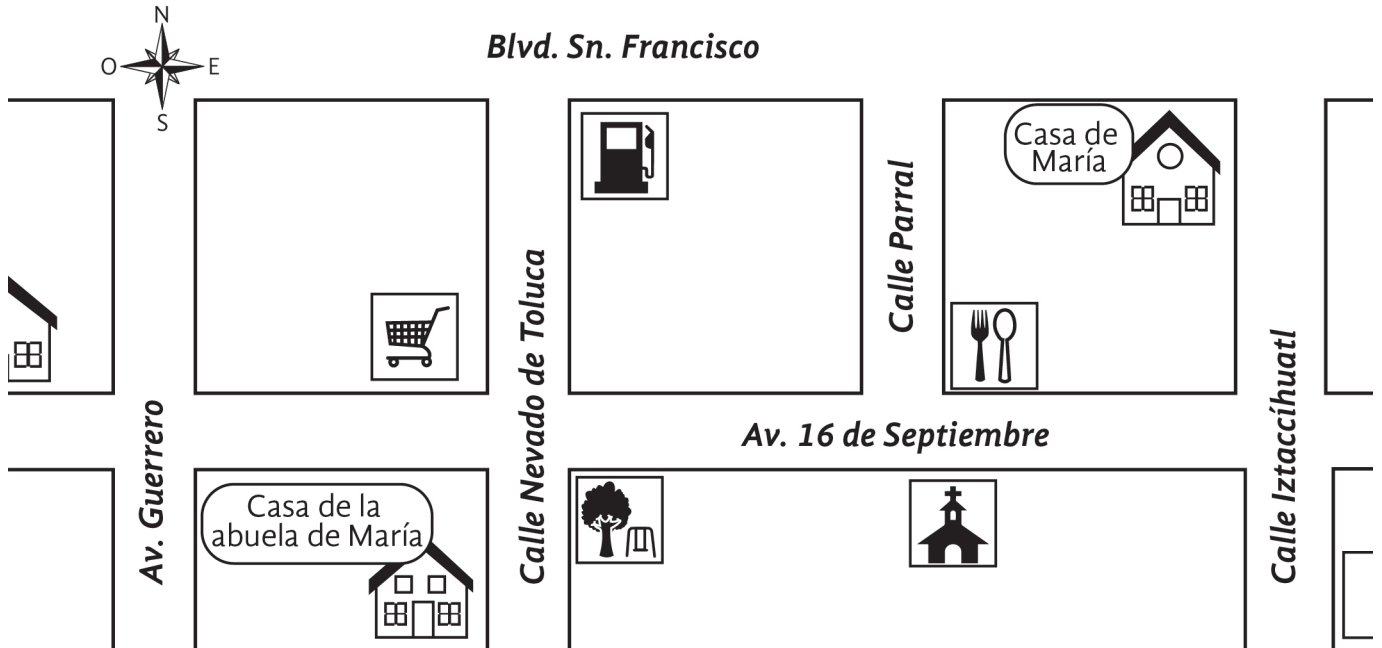 N
O
E
S
Blvd. Sn. Francisco
Casa de
María
Calle Parral
Calle Nevado de Toluca
Calle Iztaccíhuatl
Av. Guerrero
Av. 16 de Septiembre
Casa de la
abuela de María